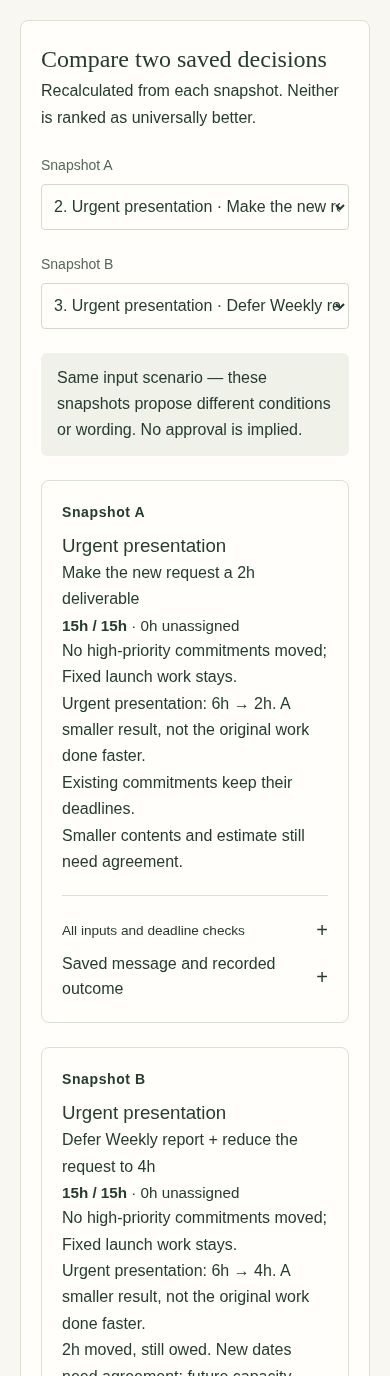 Compare two saved decisions
Recalculated from each snapshot. Neither
is ranked as universally better.
Snapshot A
2. Urgent presentation · Make the new
Snapshot B
3. Urgent presentation · Defer Weekly
Same input scenario — these
snapshots propose different conditions
or wording. No approval is implied.
Snapshot A
Urgent presentation
Make the new request a 2h
deliverable
15h / 15h · 0h unassigned
No high-priority commitments moved;
Fixed launch work stays.
Urgent presentation: 6h → 2h. A
smaller result, not the original work
done faster.
Existing commitments keep their
deadlines.
Smaller contents and estimate still
need agreement.
All inputs and deadline checks +
Saved message and recorded
outcome +
Snapshot B
Urgent presentation
Defer Weekly report + reduce the
request to 4h
15h / 15h · 0h unassigned
No high-priority commitments moved;
Fixed launch work stays.
Urgent presentation: 6h → 4h. A
smaller result, not the original work
done faster.
2h moved, still owed. New dates
need agreement; future capacity